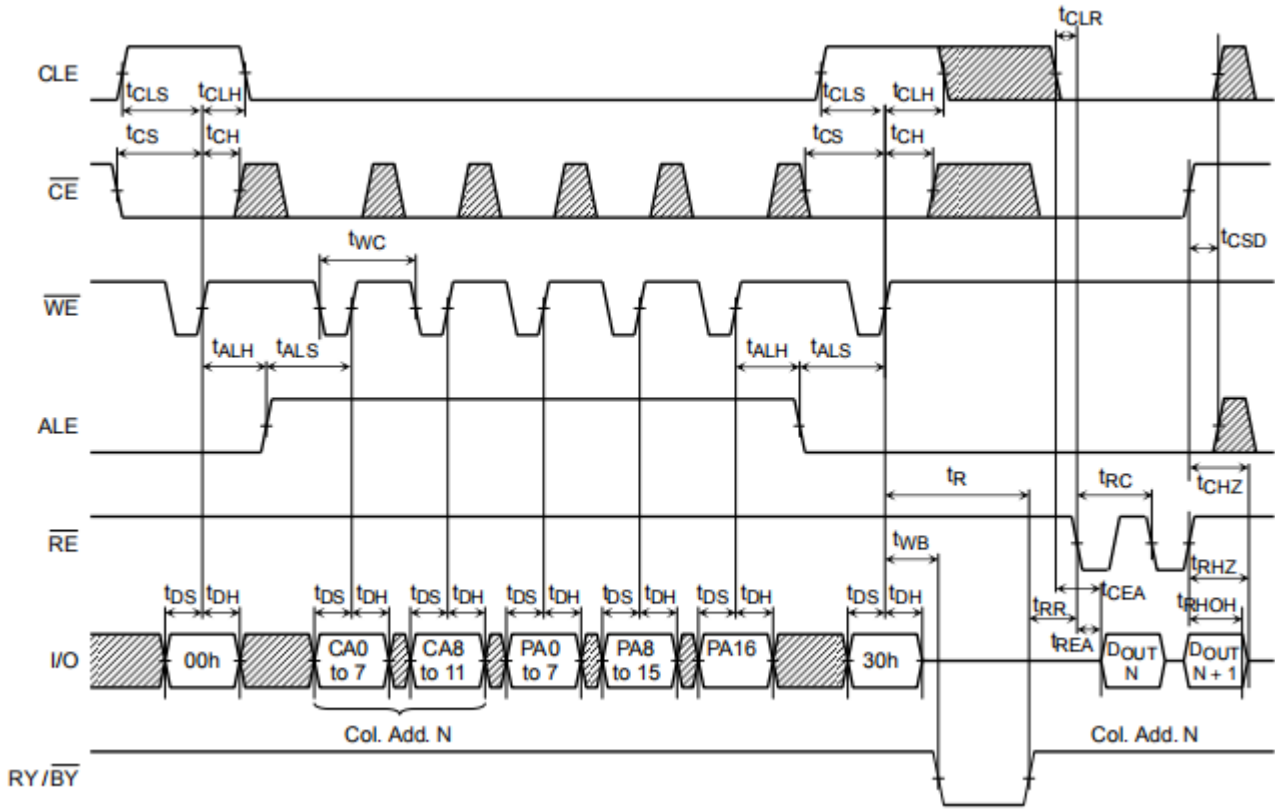 tCLR
CLE
tCLS tCLH tCLS tCLH
tCS tCH tCS tCH
CE
tWC tCSD
WE
tALH tALS tALH tALS
ALE
tR tRC tCHZ
RE
tWB tRHZ
tDS tDH tDS tDH tDS tDH tDS tDH tDS tDH tDS tDH tDS tDH tCEA
tRR tRHOH
tREA
I/O 00h CA0 to 7 CA8 to 11 PA0 to 7 PA8 to 15 PA16 30h DOUT N DOUT N + 1
Col. Add. N Col. Add. N
RY/BY